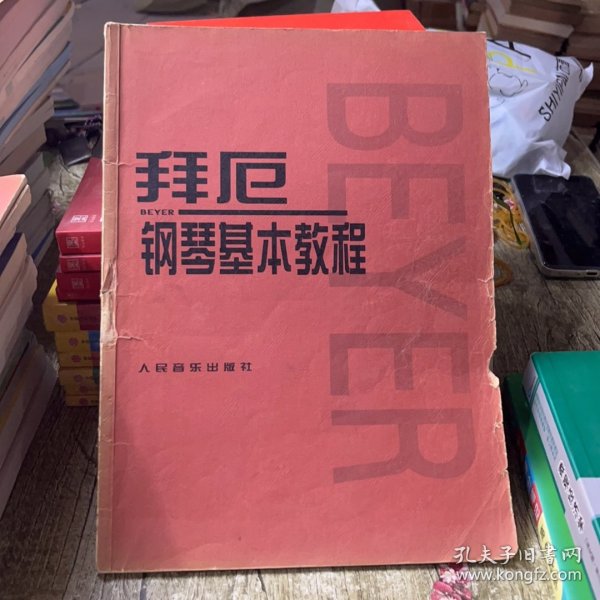 拜厄
BEYER
钢琴基本教程
人民音乐出版社
BEYER
SHIYA
孔夫子旧书网
www.kongfz.com